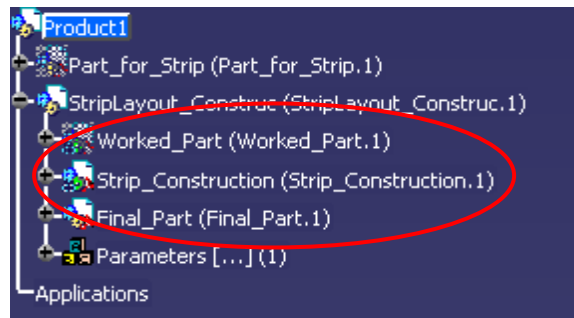 Product1
Part_for_Strip (Part_for_Strip.1)
StripLayout_Construc (StripLayout_Construc.1)
Worked_Part (Worked_Part.1)
Strip_Construction (Strip_Construction.1)
Final_Part (Final_Part.1)
Parameters [...] (1)
Applications